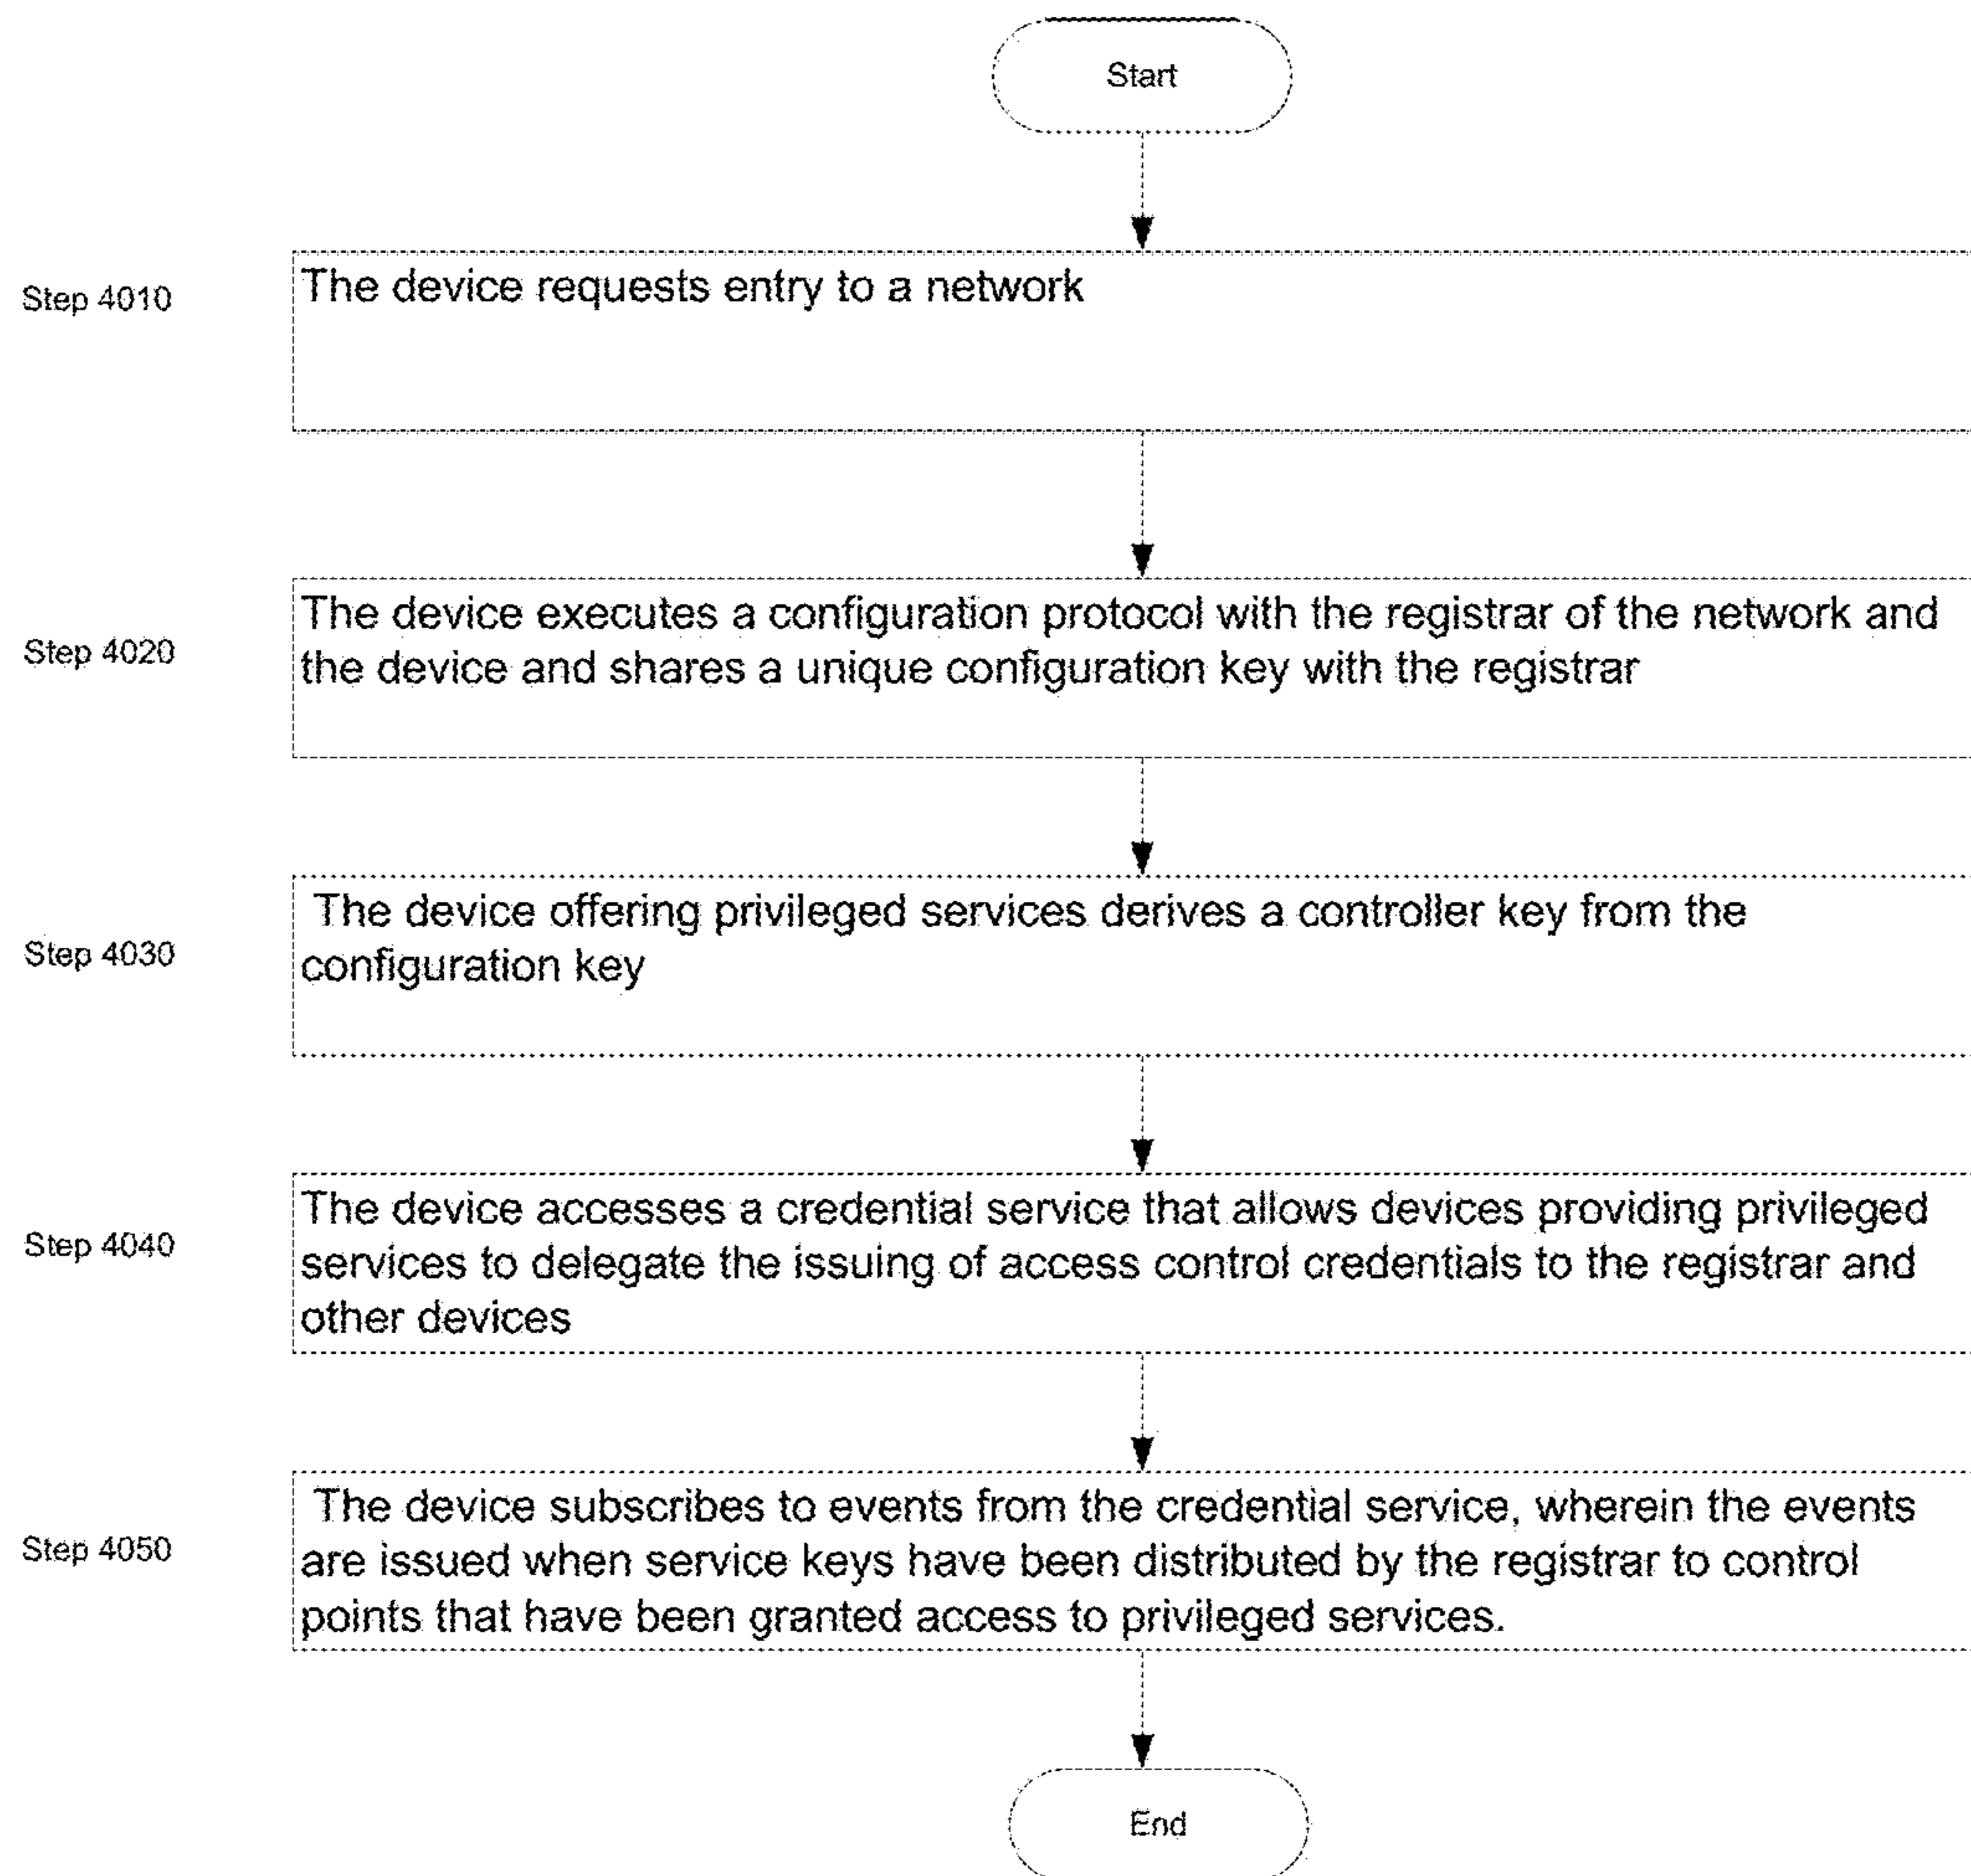 Start
Step 4010
The device requests entry to a network
Step 4020
The device executes a configuration protocol with the registrar of the network and
the device and shares a unique configuration key with the registrar
Step 4030
The device offering privileged services derives a controller key from the
configuration key
Step 4040
The device accesses a credential service that allows devices providing privileged
services to delegate the issuing of access control credentials to the registrar and
other devices
Step 4050
The device subscribes to events from the credential service, wherein the events
are issued when service keys have been distributed by the registrar to control
points that have been granted access to privileged services.
End